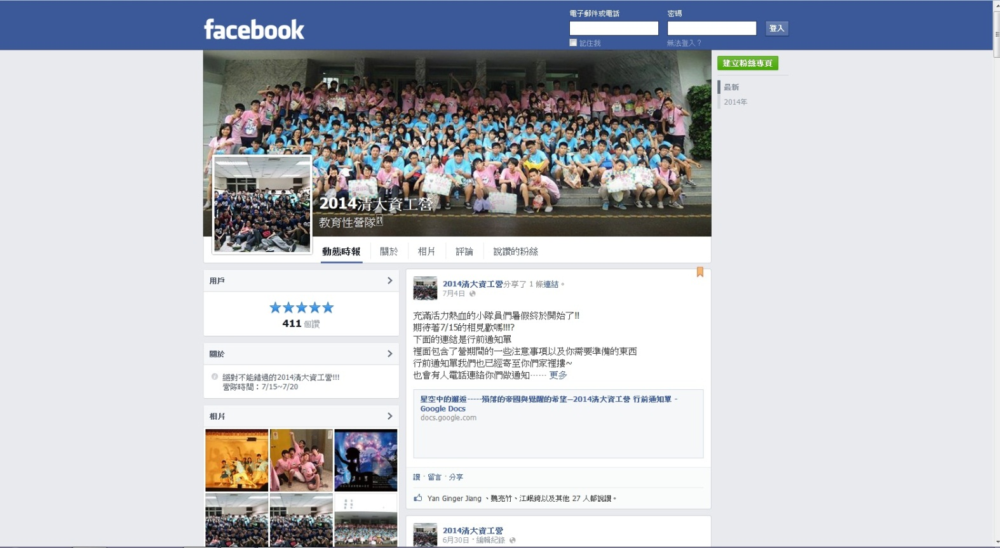 facebook
電子郵件或電話
密碼
登入
記住我
無法登入？
建立粉絲專頁
最新
2014年
2014清大資工營
教育性營隊
動態時報
關於
相片
評論
說讚的粉絲
用戶
411 個讚
關於
絕對不能錯過的2014清大資工營!!!
營隊時間：7/15~7/20
相片
2014清大資工營分享了 1 條連結。
7月4日
充滿活力熱血的小隊員們暑假終於開始了!!
期待著7/15的相見歡嗎!!!?
下面的連結是行前通知單
裡面包含了營期間的一些注意事項以及你需要準備的東西
行前通知單我們也已經寄至你們家裡摟~
也會有人電話連絡你們做通知…… 更多
星空中的邂逅-----殞落的帝國與覺醒的希望—2014清大資工營 行前通知單 -
Google Docs
docs.google.com
讚 · 留言 · 分享
Yan Ginger Jiang 、魏亮竹、江岷錡以及其他 27 人都說讚。
2014清大資工營
6月30日 · 編輯紀錄